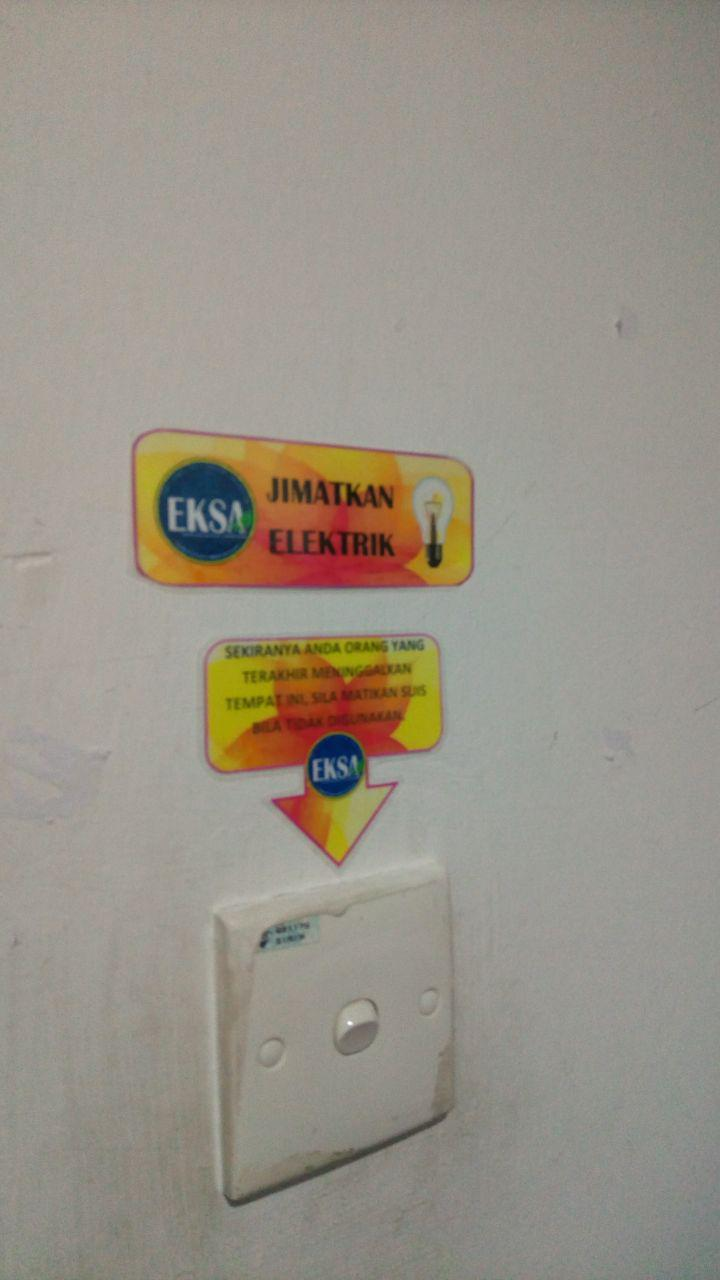 EKSA
JIMATKAN
ELEKTRIK
SEKIRANYA ANDA ORANG YANG
TERAKHIR MENINGGALKAN
TEMPAT INI, SILA MATIKAN SUIS
BILA TIDAK DIGUNAKAN.
EKSA